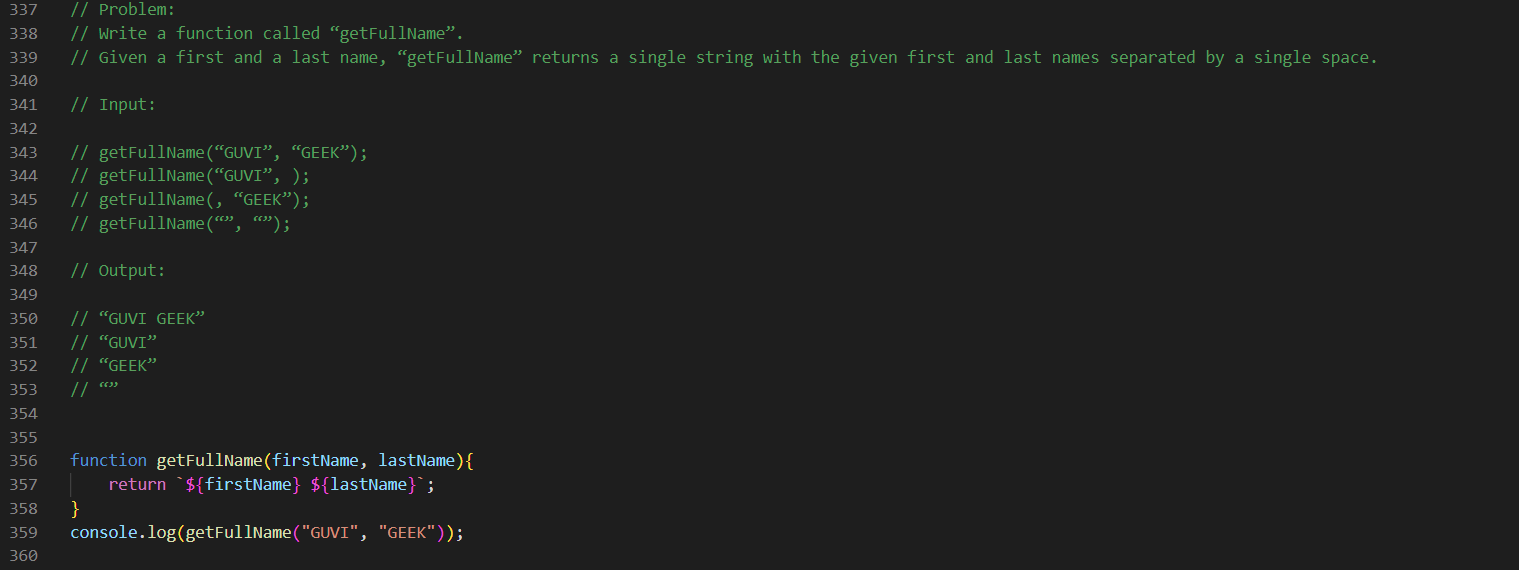 337 // Problem:
338 // Write a function called “getFullName”.
339 // Given a first and a last name, “getFullName” returns a single string with the given first and last names separated by a single space.
340
341 // Input:
342
343 // getFullName(“GUVI”, “GEEK”);
344 // getFullName(“GUVI”, );
345 // getFullName(, “GEEK”);
346 // getFullName(“”, “”);
347
348 // Output:
349
350 // “GUVI GEEK”
351 // “GUVI”
352 // “GEEK”
353 // “”
354
355
356 function getFullName(firstName, lastName){
357     return `${firstName} ${lastName}`;
358 }
359 console.log(getFullName("GUVI", "GEEK"));
360